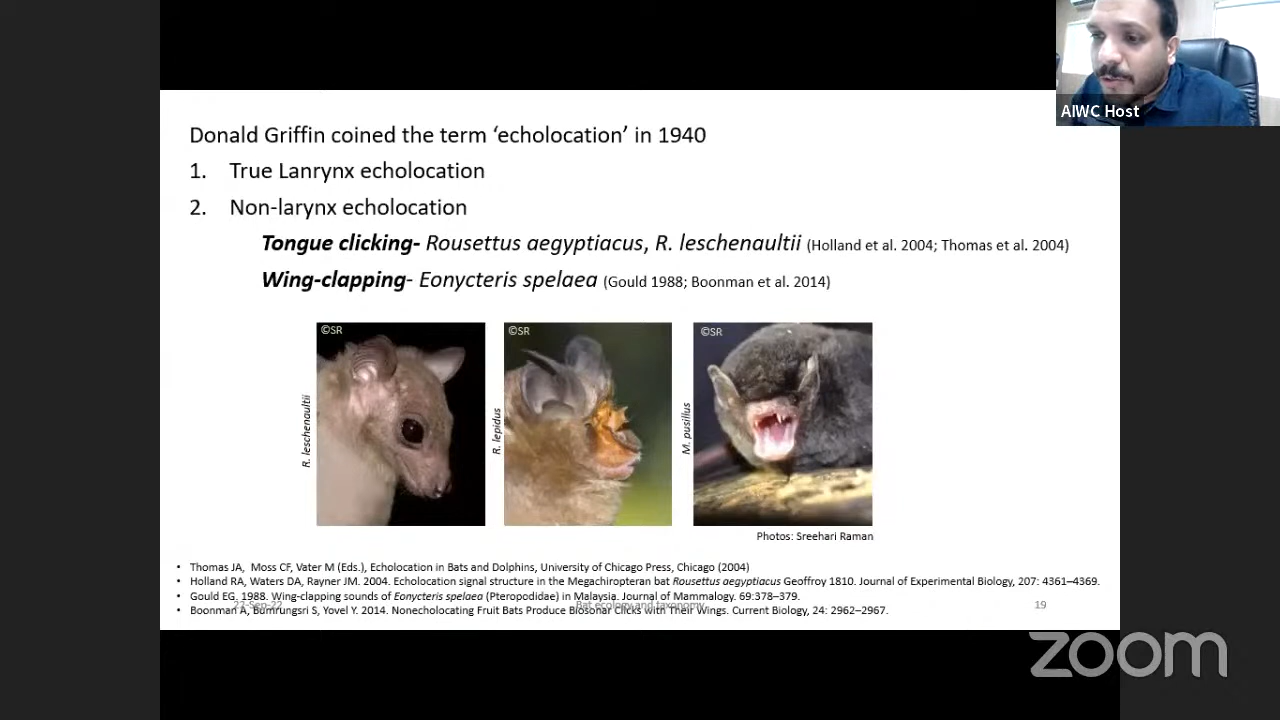 AIWC Host
Donald Griffin coined the term ‘echolocation’ in 1940
1. True Lanrynx echolocation
2. Non-larynx echolocation
Tongue clicking- Rousettus aegyptiacus, R. leschenaultii (Holland et al. 2004; Thomas et al. 2004)
Wing-clapping- Eonycteris spelaea (Gould 1988; Boonman et al. 2014)
©SR
©SR
©SR
R. leschenaultii
R. lepidus
M. pusillus
Photos: Sreehari Raman
• Thomas JA, Moss CF, Vater M (Eds.), Echolocation in Bats and Dolphins, University of Chicago Press, Chicago (2004)
• Holland RA, Waters DA, Rayner JM. 2004. Echolocation signal structure in the Megachiropteran bat Rousettus aegyptiacus Geoffroy 1810. Journal of Experimental Biology, 207: 4361–4369.
• Gould EG. 1988. Wing-clapping sounds of Eonycteris spelaea (Pteropodidae) in Malaysia. Journal of Mammalogy. 69:378–379.
Bat ecology and taxonomy
19
• Boonman A, Bumrungsri S, Yovel Y. 2014. Nonecholocating Fruit Bats Produce Biosonar Clicks with Their Wings. Current Biology, 24: 2962–2967.
zoom